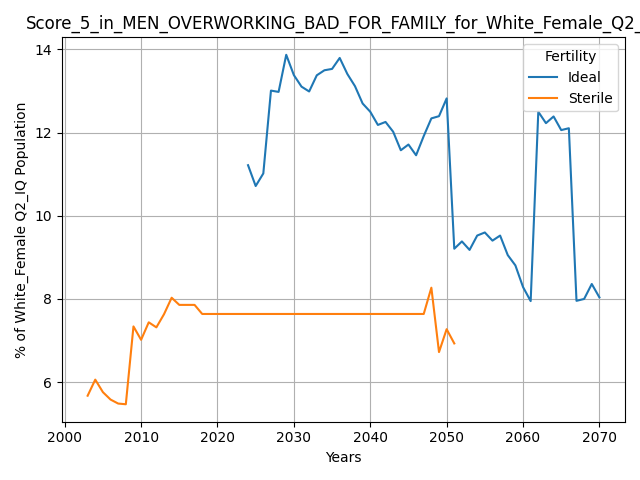 Score_5_in_MEN_OVERWORKING_BAD_FOR_FAMILY_for_White_Female_Q2_
Fertility
Ideal
Sterile
% of White_Female Q2_IQ Population
14
12
10
8
6
2000 2010 2020 2030 2040 2050 2060 2070
Years